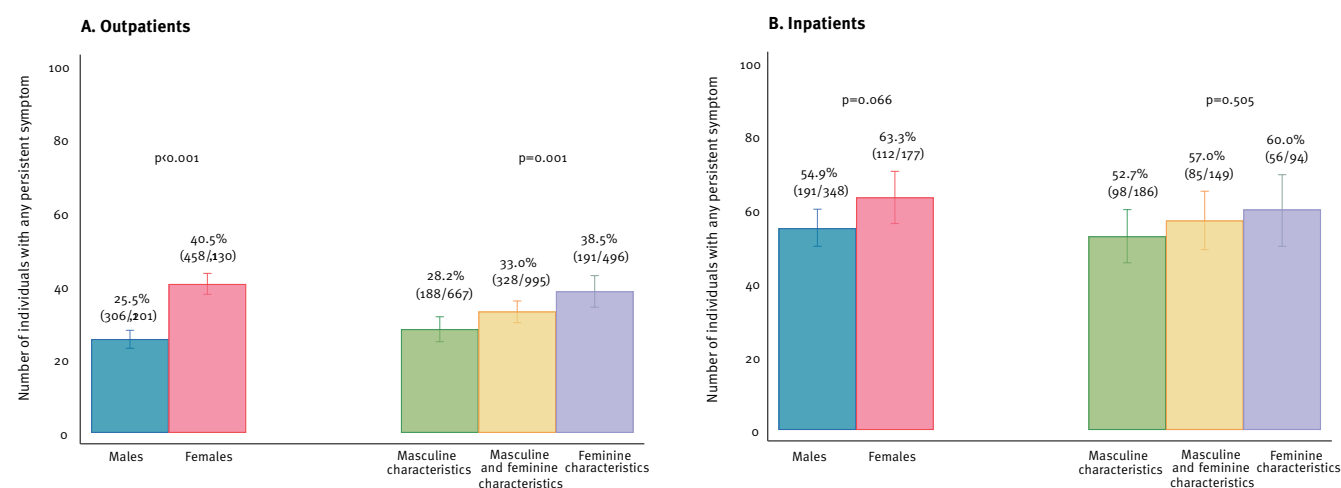 A. Outpatients
Number of individuals with any persistent symptom
100
80
60
40
20
0
p<0.001
p=0.001
25.5%
(306/1,201)
40.5%
(458/1,130)
28.2%
(188/667)
33.0%
(328/995)
38.5%
(191/496)
Males
Females
Masculine
characteristics
Masculine
and feminine
characteristics
Feminine
characteristics
B. Inpatients
Number of individuals with any persistent symptom
100
80
60
40
20
0
p=0.066
p=0.505
54.9%
(191/348)
63.3%
(112/177)
52.7%
(98/186)
57.0%
(85/149)
60.0%
(56/94)
Males
Females
Masculine
characteristics
Masculine
and feminine
characteristics
Feminine
characteristics